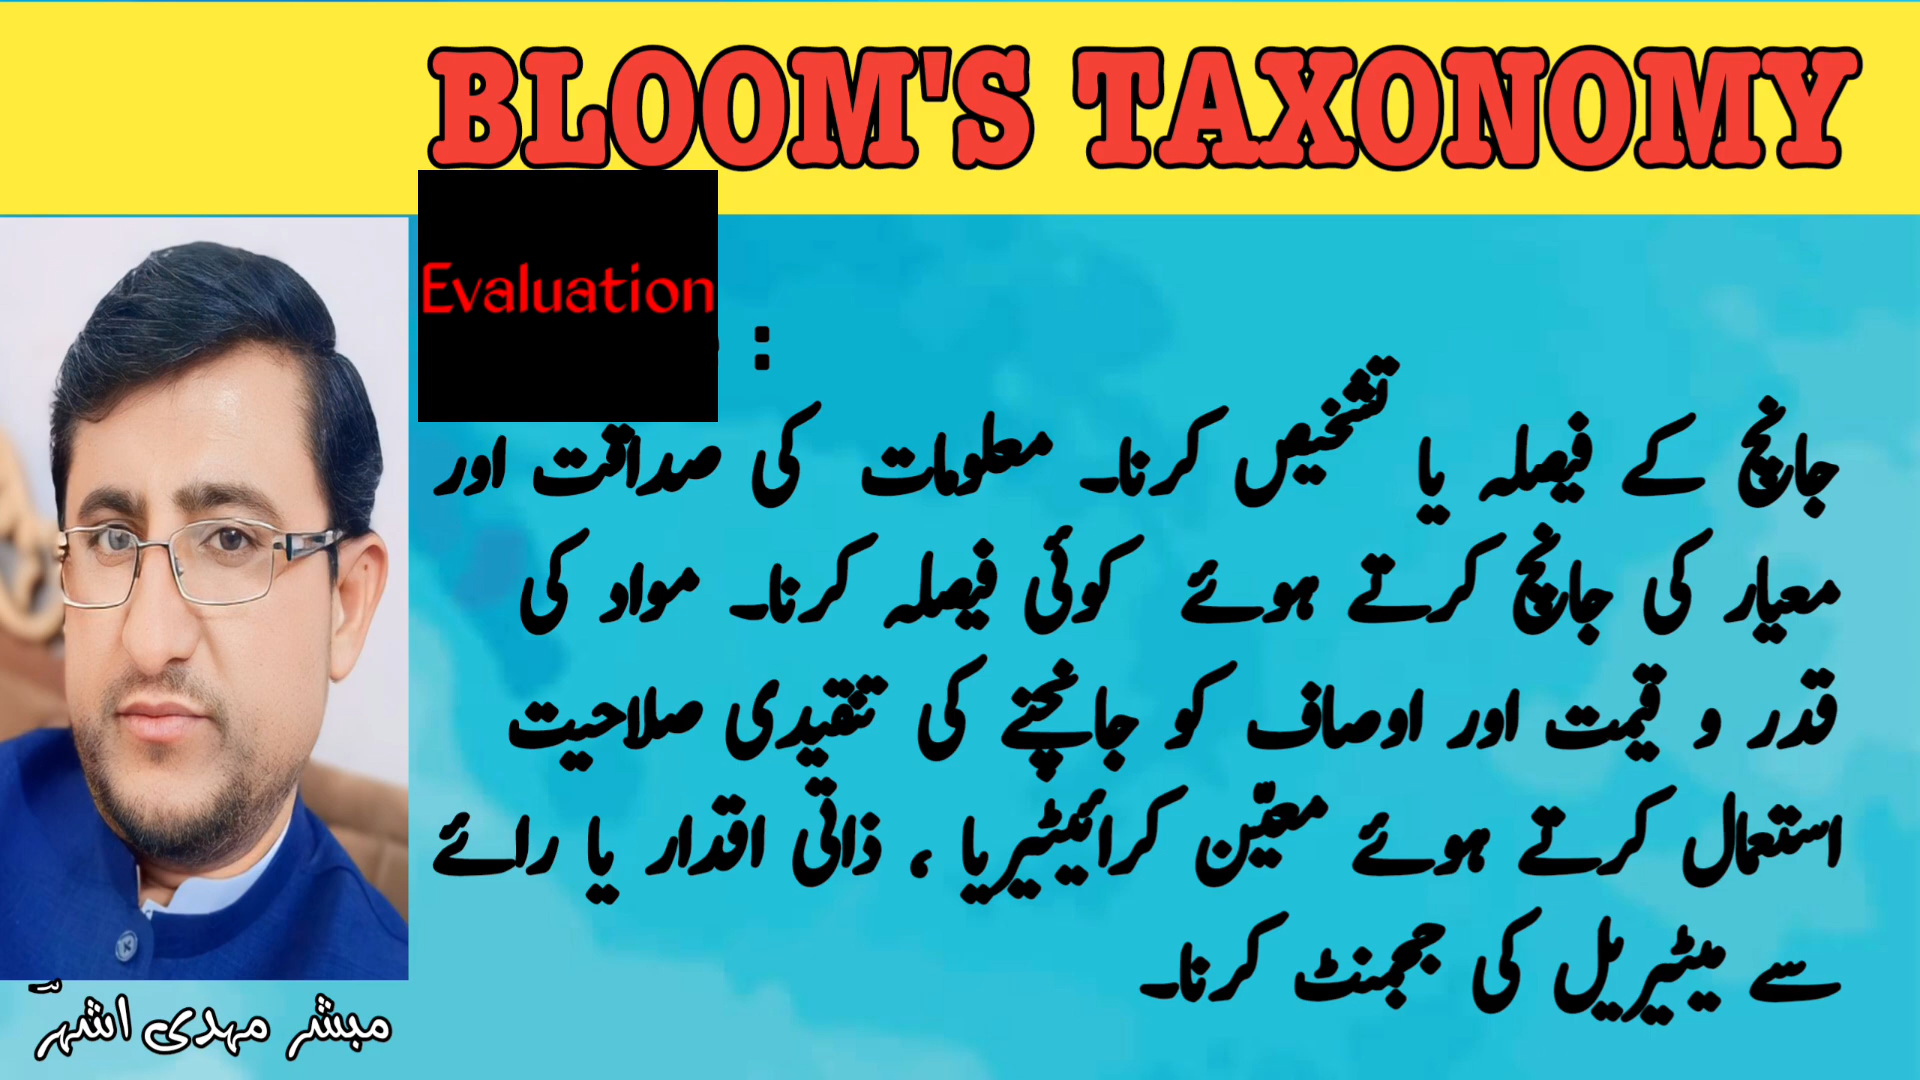 BLOOM'S TAXONOMY
Evaluation
:
جانچ کے فیصلہ یا تشخیص کرنا۔ معلومات کی صداقت اور
معیار کی جانچ کرتے ہوئے کوئی فیصلہ کرنا۔ مواد کی
قدر و قیمت اور اوصاف کو جانچنے کی تنقیدی صلاحیت
استعمال کرتے ہوئے معیّن کرائیٹیریا ، ذاتی اقدار یا رائے
سے میٹیریل کی ججمنٹ کرنا۔
مبشر مہدی اشہرؔ